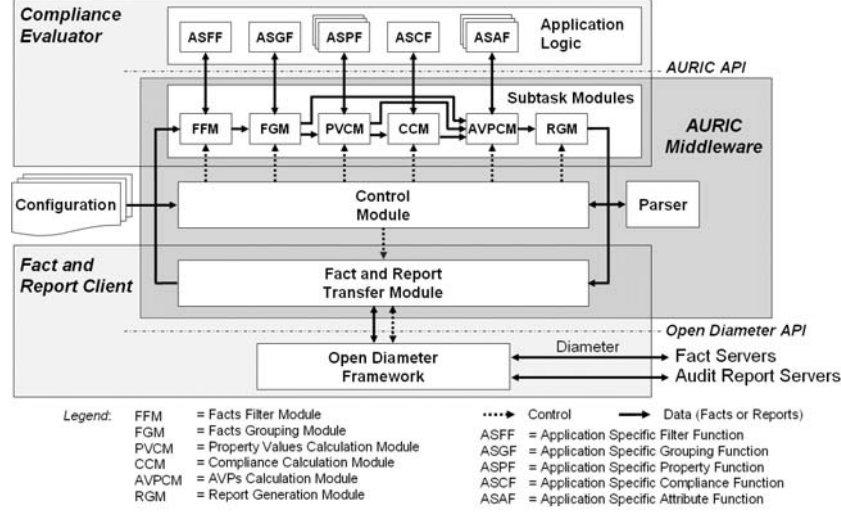 Compliance
Evaluator
ASFF
ASGF
ASPF
ASCF
ASAF
Application
Logic
AURIC API
Subtask Modules
FFM
FGM
PVCM
CCM
AVPCM
RGM
AURIC
Middleware
Configuration
Control
Module
Parser
Fact and
Report Client
Fact and Report
Transfer Module
Open Diameter API
Open Diameter
Framework
Diameter
Fact Servers
Audit Report Servers
Legend:
FFM = Facts Filter Module
FGM = Facts Grouping Module
PVCM = Property Values Calculation Module
CCM = Compliance Calculation Module
AVPCM = AVPs Calculation Module
RGM = Report Generation Module
Control
Data (Facts or Reports)
ASFF = Application Specific Filter Function
ASGF = Application Specific Grouping Function
ASPF = Application Specific Property Function
ASCF = Application Specific Compliance Function
ASAF = Application Specific Attribute Function